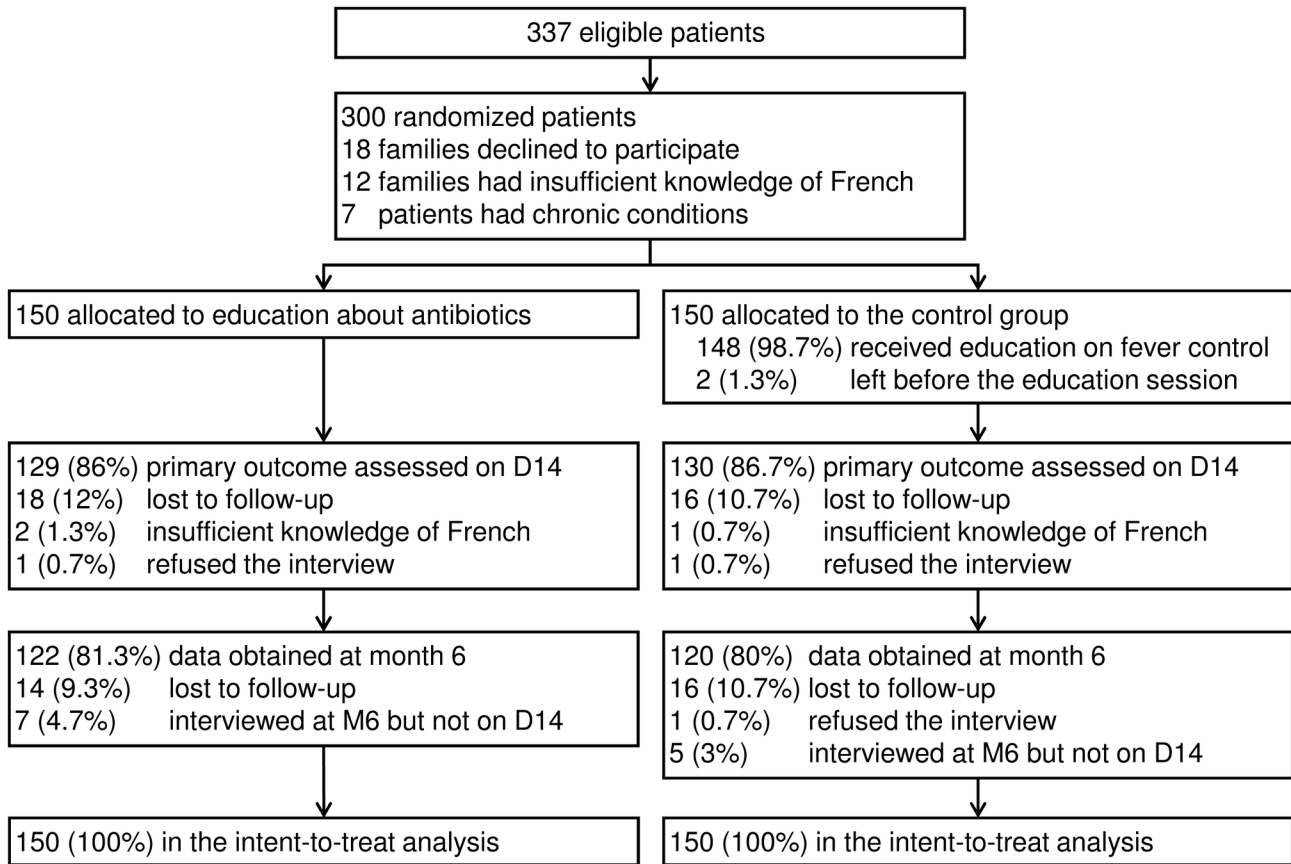 337 eligible patients
300 randomized patients
18 families declined to participate
12 families had insufficient knowledge of French
7 patients had chronic conditions
150 allocated to education about antibiotics
150 allocated to the control group
148 (98.7%) received education on fever control
2 (1.3%) left before the education session
129 (86%) primary outcome assessed on D14
18 (12%) lost to follow-up
2 (1.3%) insufficient knowledge of French
1 (0.7%) refused the interview
130 (86.7%) primary outcome assessed on D14
16 (10.7%) lost to follow-up
1 (0.7%) insufficient knowledge of French
1 (0.7%) refused the interview
122 (81.3%) data obtained at month 6
14 (9.3%) lost to follow-up
7 (4.7%) interviewed at M6 but not on D14
120 (80%) data obtained at month 6
16 (10.7%) lost to follow-up
1 (0.7%) refused the interview
5 (3%) interviewed at M6 but not on D14
150 (100%) in the intent-to-treat analysis
150 (100%) in the intent-to-treat analysis